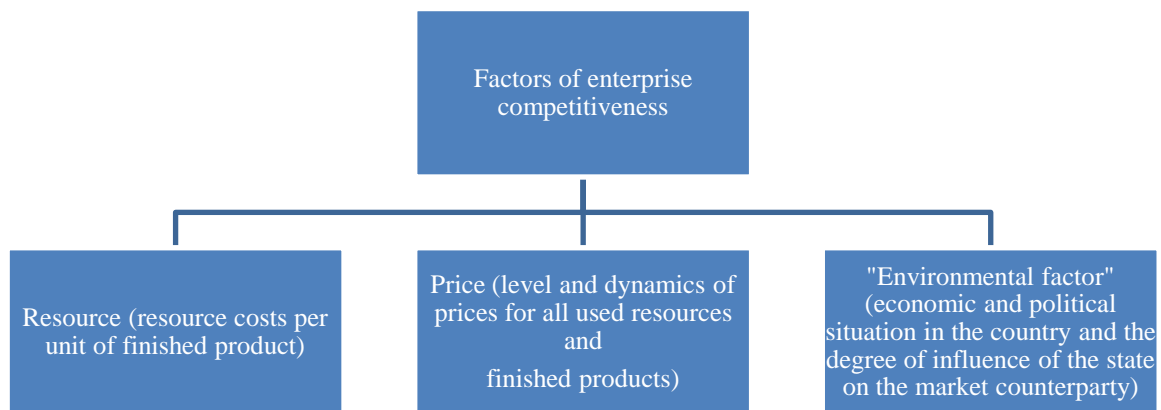 Factors of enterprise
competitiveness
Resource (resource costs per
unit of finished product)
Price (level and dynamics of
prices for all used resources
and
finished products)
"Environmental factor"
(economic and political
situation in the country and the
degree of influence of the state
on the market counterparty)